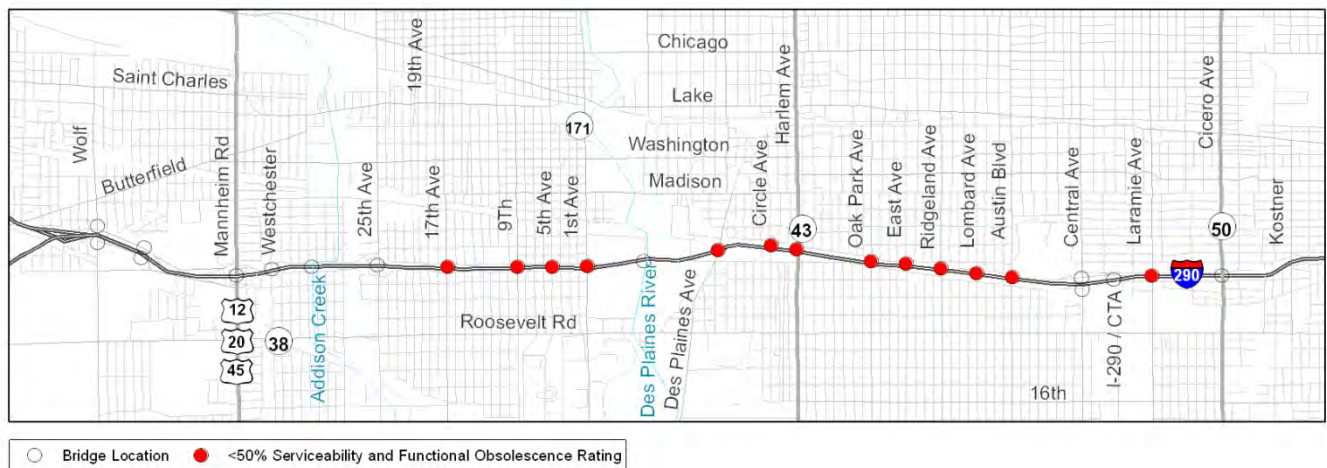 Chicago
Saint Charles
19th Ave
Lake
Harlem Ave
Cicero Ave
171
Wolf
Butterfield
Washington
Madison
Mannheim Rd
Westchester
25th Ave
17th Ave
9Th
5th Ave
1st Ave
Circle Ave
43
Oak Park Ave
East Ave
Ridgeland Ave
Lombard Ave
Austin Blvd
Central Ave
Laramie Ave
50
Kostner
290
12
20
45
38
Addison Creek
Roosevelt Rd
Des Plaines River
Des Plaines Ave
I-290 / CTA
16th
Bridge Location
<50% Serviceability and Functional Obsolescence Rating